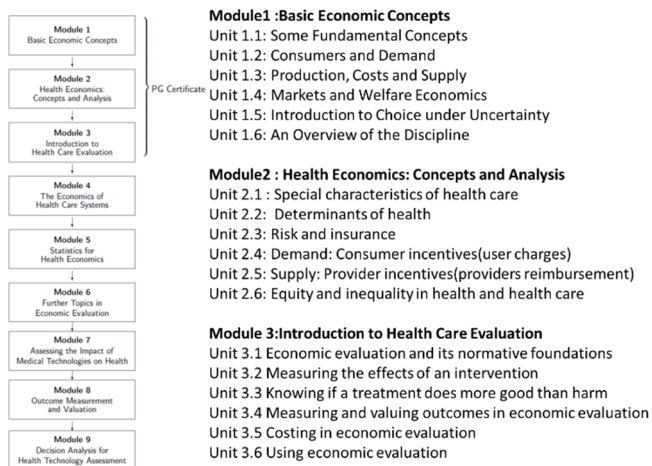 Module 1
Basic Economic Concepts
Module 2
Health Economics:
Concepts and Analysis
Module 3
Introduction to
Health Care Evaluation
PG Certificate
Module 4
The Economics of
Health Care Systems
Module 5
Statistics for
Health Economics
Module 6
Further Topics in
Economic Evaluation
Module 7
Assessing the Impact of
Medical Technologies on Health
Module 8
Outcome Measurement
and Valuation
Module 9
Decision Analysis for
Health Technology Assessment
Module1 :Basic Economic Concepts
Unit 1.1: Some Fundamental Concepts
Unit 1.2: Consumers and Demand
Unit 1.3: Production, Costs and Supply
Unit 1.4: Markets and Welfare Economics
Unit 1.5: Introduction to Choice under Uncertainty
Unit 1.6: An Overview of the Discipline
Module2 : Health Economics: Concepts and Analysis
Unit 2.1 : Special characteristics of health care
Unit 2.2: Determinants of health
Unit 2.3: Risk and insurance
Unit 2.4: Demand: Consumer incentives(user charges)
Unit 2.5: Supply: Provider incentives(providers reimbursement)
Unit 2.6: Equity and inequality in health and health care
Module 3:Introduction to Health Care Evaluation
Unit 3.1 Economic evaluation and its normative foundations
Unit 3.2 Measuring the effects of an intervention
Unit 3.3 Knowing if a treatment does more good than harm
Unit 3.4 Measuring and valuing outcomes in economic evaluation
Unit 3.5 Costing in economic evaluation
Unit 3.6 Using economic evaluation